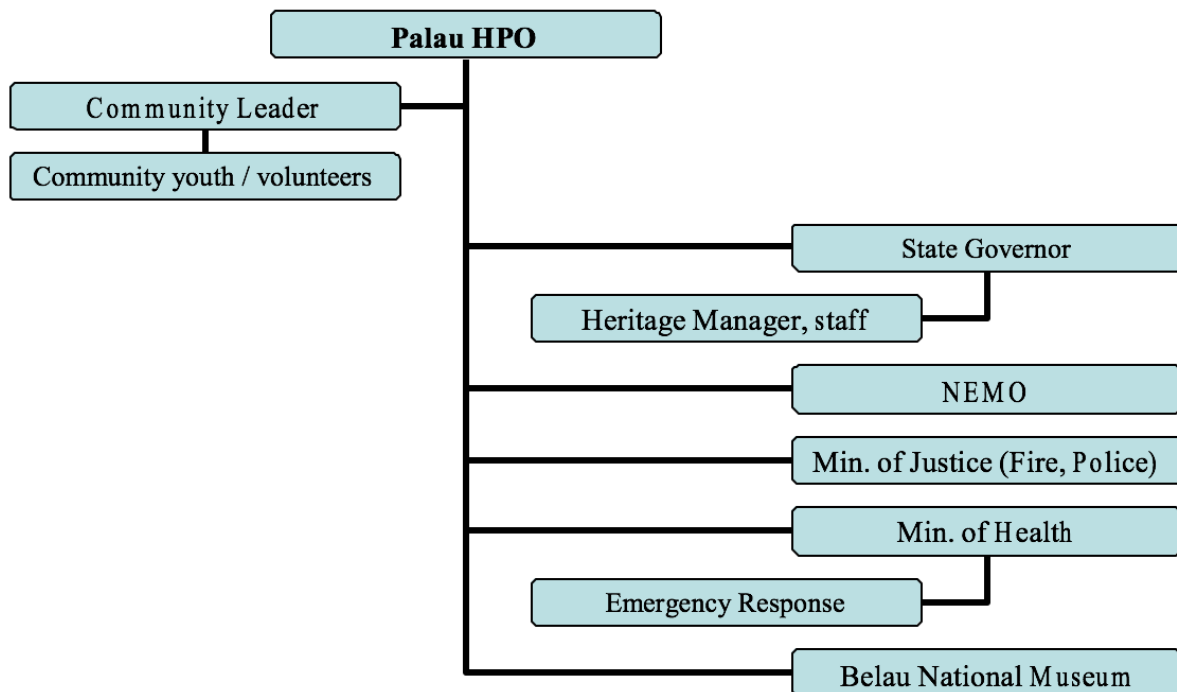 Palau HPO
Community Leader
Community youth / volunteers
State Governor
Heritage Manager, staff
NEMO
Min. of Justice (Fire, Police)
Min. of Health
Emergency Response
Belau National Museum